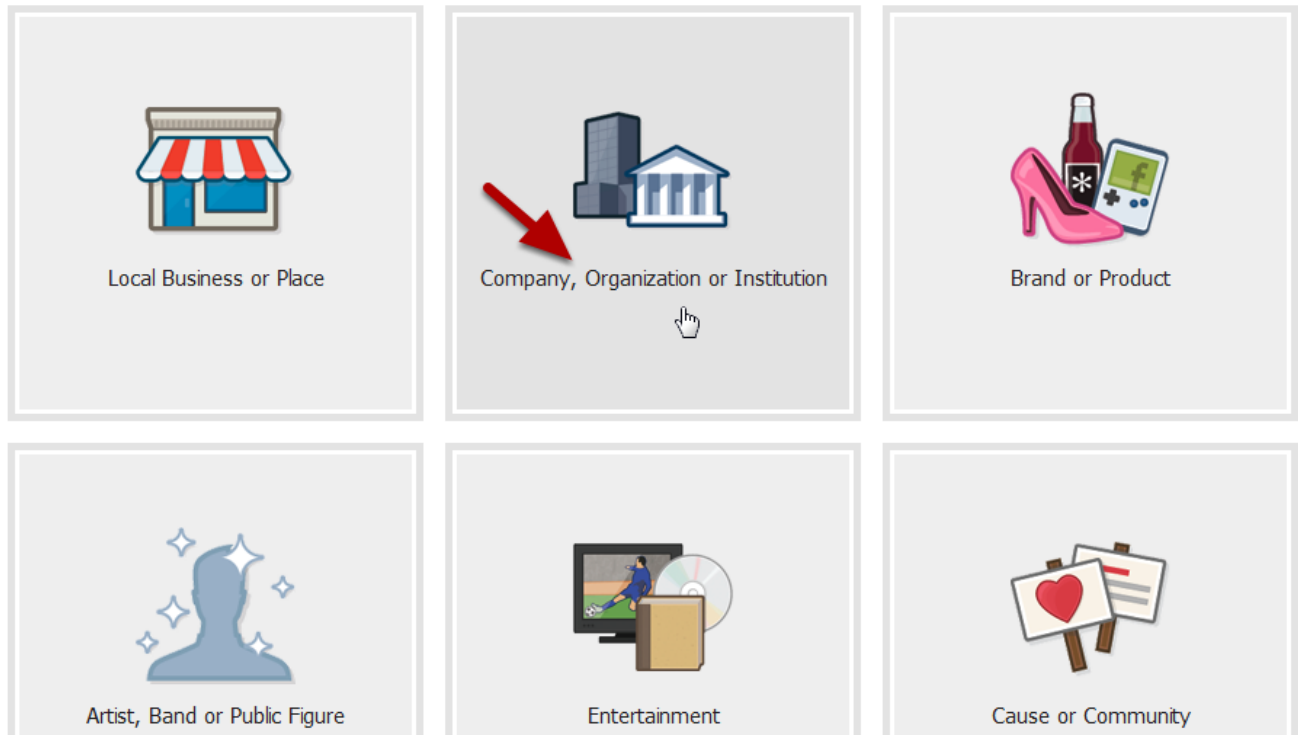 Local Business or Place
Company, Organization or Institution
Brand or Product
Artist, Band or Public Figure
Entertainment
Cause or Community